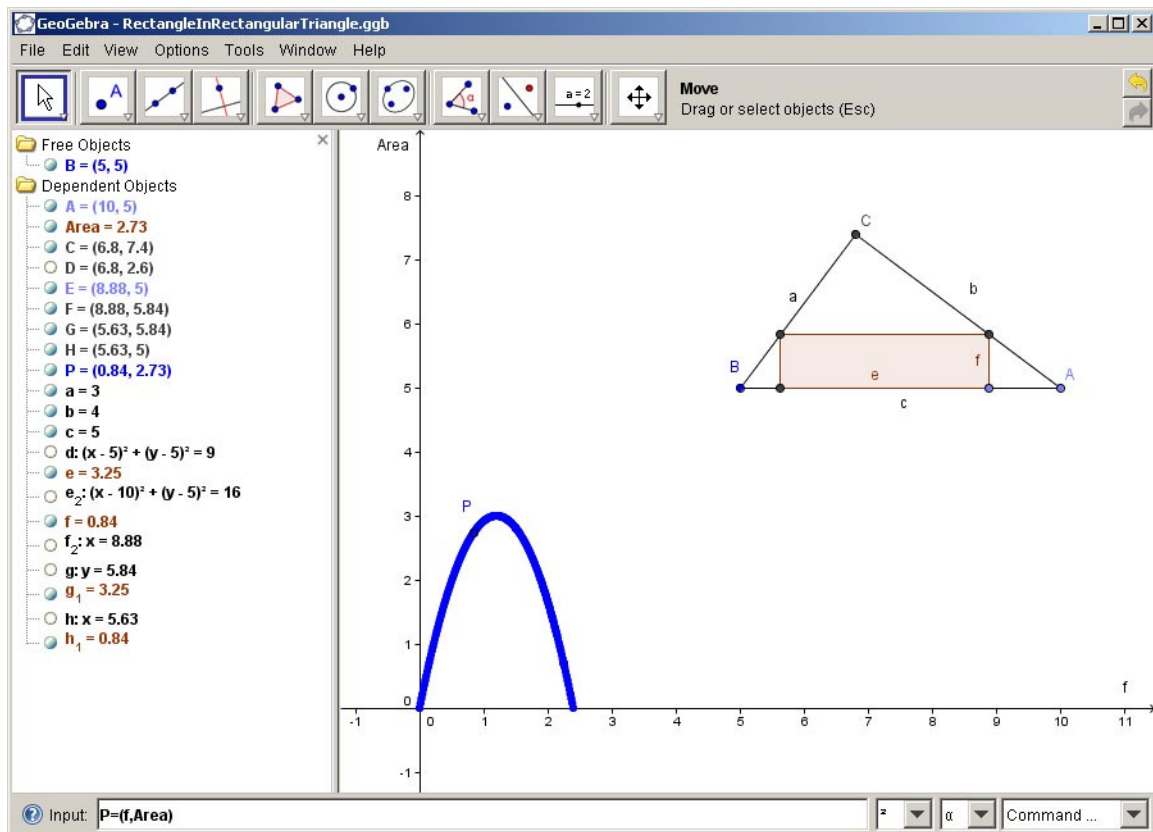 GeoGebra - RectangleInRectangularTriangle.ggb
File Edit View Options Tools Window Help
A
α
a=2
Move
Drag or select objects (Esc)
Free Objects
B = (5, 5)
Dependent Objects
A = (10, 5)
Area = 2.73
C = (6.8, 7.4)
D = (6.8, 2.6)
E = (8.88, 5)
F = (8.88, 5.84)
G = (5.63, 5.84)
H = (5.63, 5)
P = (0.84, 2.73)
a = 3
b = 4
c = 5
d: (x - 5)² + (y - 5)² = 9
e = 3.25
e₂: (x - 10)² + (y - 5)² = 16
f = 0.84
f₂: x = 8.88
g: y = 5.84
g₁ = 3.25
h: x = 5.63
h₁ = 0.84
Area
8
7
6
5
4
3
2
1
0
-1
C
a
b
B
f
A
e
c
P
f
-1 0 1 2 3 4 5 6 7 8 9 10 11
Input: P=(f,Area)
²
α
Command ...